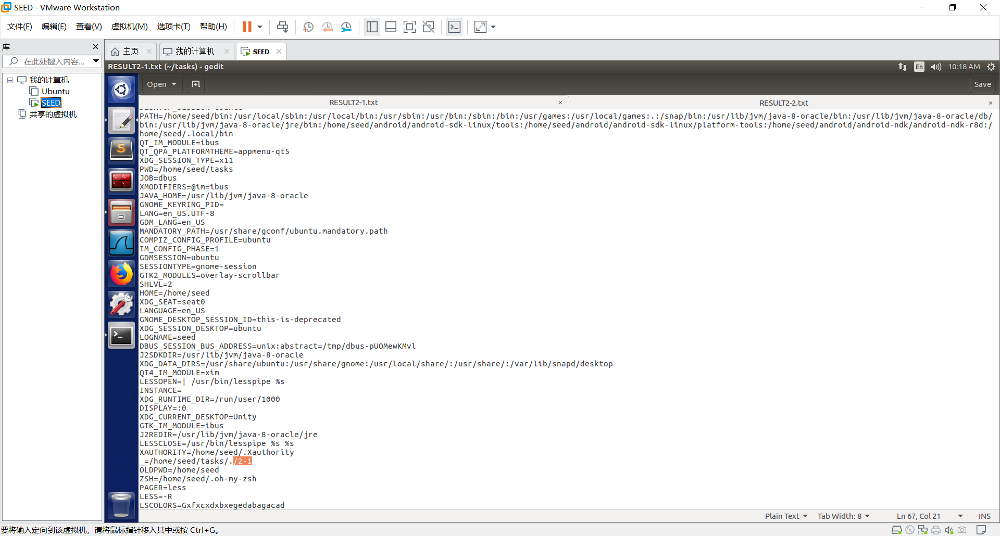 SEED - VMware Workstation
文件(F) 编辑(E) 查看(V) 虚拟机(M) 选项卡(T) 帮助(H)
库
在此处键入内容...
我的计算机
Ubuntu
SEED
共享的虚拟机
主页 我的计算机 SEED
RESULT2-1.txt (~/tasks) - gedit
En 10:18 AM
Open Save
RESULT2-1.txt RESULT2-2.txt
PATH=/home/seed/bin:/usr/local/sbin:/usr/local/bin:/usr/sbin:/usr/bin:/sbin:/bin:/usr/games:/usr/local/games:.:/snap/bin:/usr/lib/jvm/java-8-oracle/bin:/usr/lib/jvm/java-8-oracle/db/
bin:/usr/lib/jvm/java-8-oracle/jre/bin:/home/seed/android/android-sdk-linux/tools:/home/seed/android/android-sdk-linux/platform-tools:/home/seed/android/android-ndk/android-ndk-r8d:/
home/seed/.local/bin
QT_IM_MODULE=ibus
QT_QPA_PLATFORMTHEME=appmenu-qt5
XDG_SESSION_TYPE=x11
PWD=/home/seed/tasks
JOB=dbus
XMODIFIERS=@im=ibus
JAVA_HOME=/usr/lib/jvm/java-8-oracle
GNOME_KEYRING_PID=
LANG=en_US.UTF-8
GDM_LANG=en_US
MANDATORY_PATH=/usr/share/gconf/ubuntu.mandatory.path
COMPIZ_CONFIG_PROFILE=ubuntu
IM_CONFIG_PHASE=1
GDMSESSION=ubuntu
SESSIONTYPE=gnome-session
GTK2_MODULES=overlay-scrollbar
SHLVL=2
HOME=/home/seed
XDG_SEAT=seat0
LANGUAGE=en_US
GNOME_DESKTOP_SESSION_ID=this-is-deprecated
XDG_SESSION_DESKTOP=ubuntu
LOGNAME=seed
DBUS_SESSION_BUS_ADDRESS=unix:abstract=/tmp/dbus-pUOMewKMvl
J2SDKDIR=/usr/lib/jvm/java-8-oracle
XDG_DATA_DIRS=/usr/share/ubuntu:/usr/share/gnome:/usr/local/share/:/usr/share/:/var/lib/snapd/desktop
QT4_IM_MODULE=xim
LESSOPEN=| /usr/bin/lesspipe %s
INSTANCE=
XDG_RUNTIME_DIR=/run/user/1000
DISPLAY=:0
XDG_CURRENT_DESKTOP=Unity
GTK_IM_MODULE=ibus
J2REDIR=/usr/lib/jvm/java-8-oracle/jre
LESSCLOSE=/usr/bin/lesspipe %s %s
XAUTHORITY=/home/seed/.Xauthority
_=/home/seed/tasks/./2-1
OLDPWD=/home/seed
ZSH=/home/seed/.oh-my-zsh
PAGER=less
LESS=-R
LSCOLORS=Gxfxcxdxbxegedabagacad
Plain Text Tab Width: 8 Ln 67, Col 21 INS
要将输入定向到该虚拟机，请将鼠标指针移入其中或按 Ctrl+G。